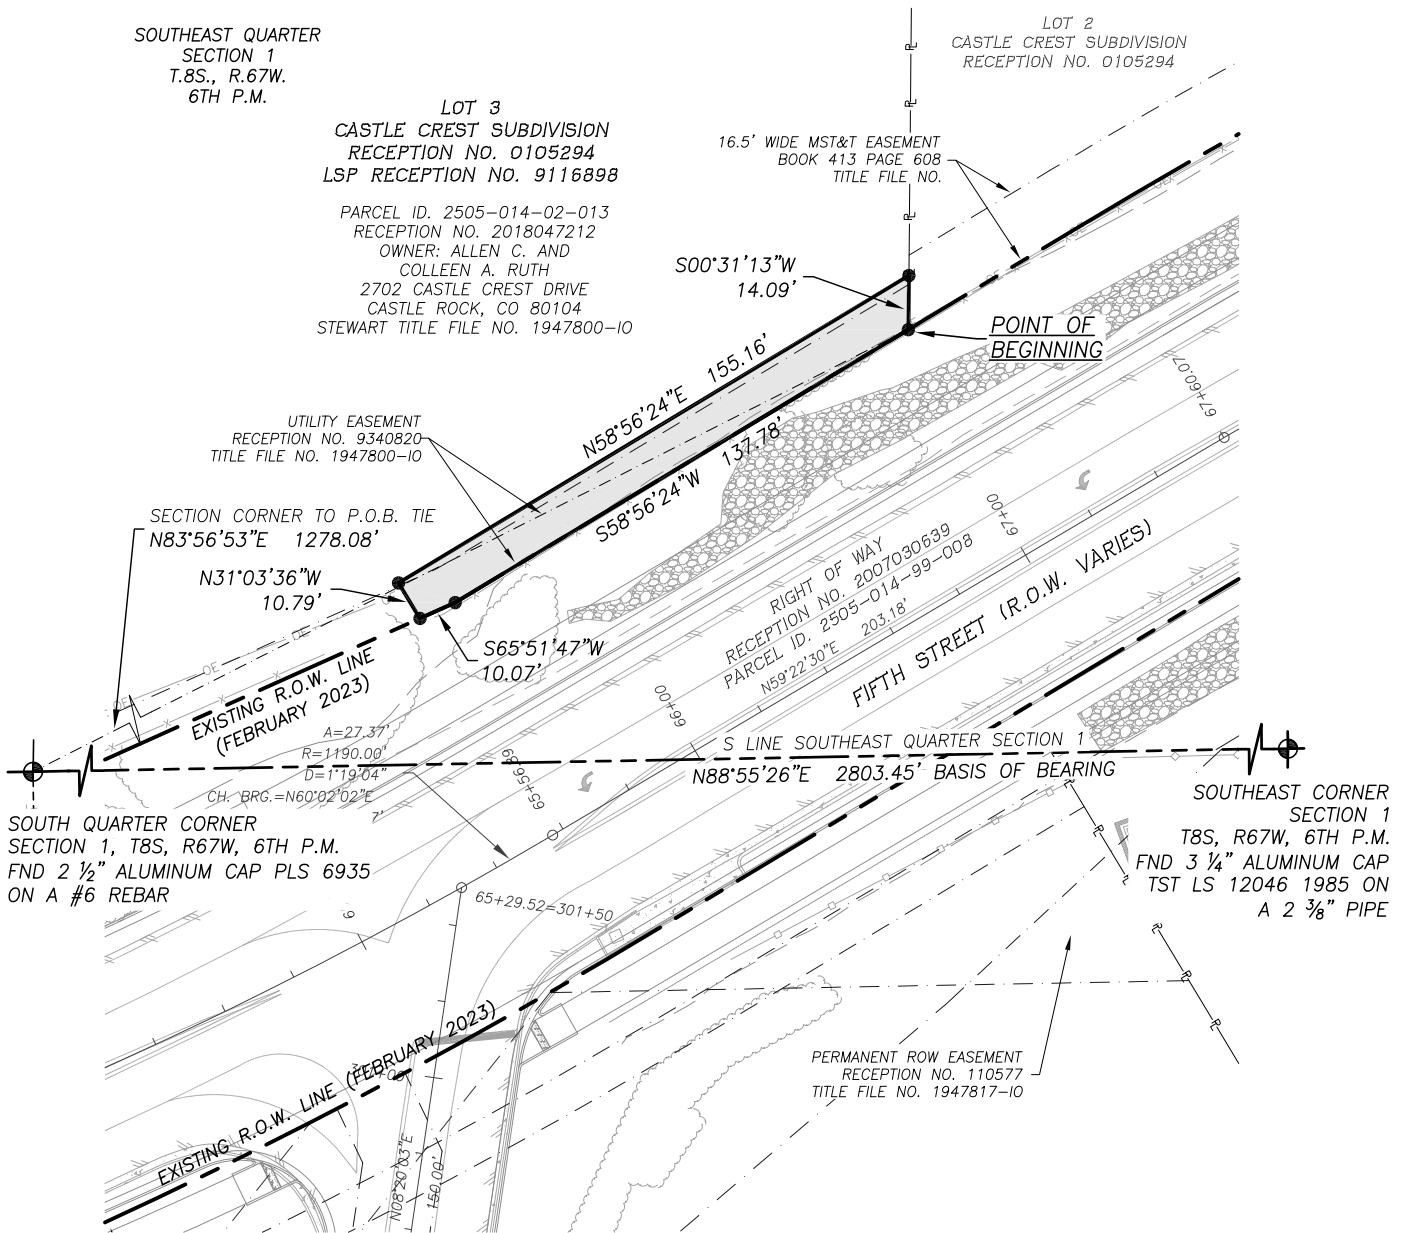 SOUTHEAST QUARTER
SECTION 1
T.8S., R.67W.
6TH P.M.
LOT 2
CASTLE CREST SUBDIVISION
RECEPTION NO. 0105294
LOT 3
CASTLE CREST SUBDIVISION
RECEPTION NO. 0105294
LSP RECEPTION NO. 9116898
PARCEL ID. 2505-014-02-013
RECEPTION NO. 2018047212
OWNER: ALLEN C. AND
COLLEEN A. RUTH
2702 CASTLE CREST DRIVE
CASTLE ROCK, CO 80104
STEWART TITLE FILE NO. 1947800-IO
16.5' WIDE MST&T EASEMENT
BOOK 413 PAGE 608
TITLE FILE NO.
S00°31'13"W
14.09'
POINT OF
BEGINNING
N58°56'24"E 155.16'
S58°56'24"W 137.78'
UTILITY EASEMENT
RECEPTION NO. 9340820
TITLE FILE NO. 1947800-IO
SECTION CORNER TO P.O.B. TIE
N83°56'53"E 1278.08'
N31°03'36"W
10.79'
S65°51'47"W
10.07'
EXISTING R.O.W. LINE
(FEBRUARY 2023)
RIGHT OF WAY
RECEPTION NO. 2007030639
PARCEL ID. 2505-014-99-008
N59°22'30"E 203.18'
FIFTH STREET (R.O.W. VARIES)
67+60.07
67+00
66+00
65+56.39
A=27.37'
R=1190.00'
D=1°19'04"
CH. BRG.=N60°02'02"E
7'
S LINE SOUTHEAST QUARTER SECTION 1
N88°55'26"E 2803.45' BASIS OF BEARING
SOUTH QUARTER CORNER
SECTION 1, T8S, R67W, 6TH P.M.
FND 2 ½" ALUMINUM CAP PLS 6935
ON A #6 REBAR
SOUTHEAST CORNER
SECTION 1
T8S, R67W, 6TH P.M.
FND 3 ¼" ALUMINUM CAP
TST LS 12046 1985 ON
A 2 ⅜" PIPE
65+29.52=301+50
EXISTING R.O.W. LINE (FEBRUARY 2023)
N08°20'03"E
150.00'
PERMANENT ROW EASEMENT
RECEPTION NO. 110577
TITLE FILE NO. 1947817-IO
OE
OE
OE